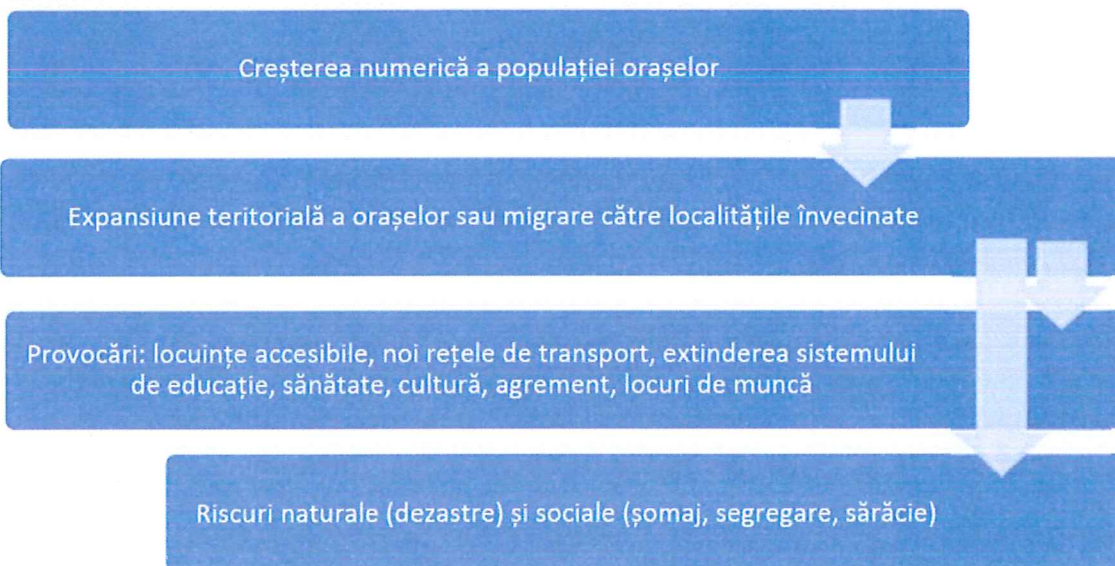 Creșterea numerică a populației orașelor
Expansiune teritorială a orașelor sau migrare către localitățile învecinate
Provocări: locuințe accesibile, noi rețele de transport, extinderea sistemului
de educație, sănătate, cultură, agrement, locuri de muncă
Riscuri naturale (dezastre) și sociale (șomaj, segregare, sărăcie)